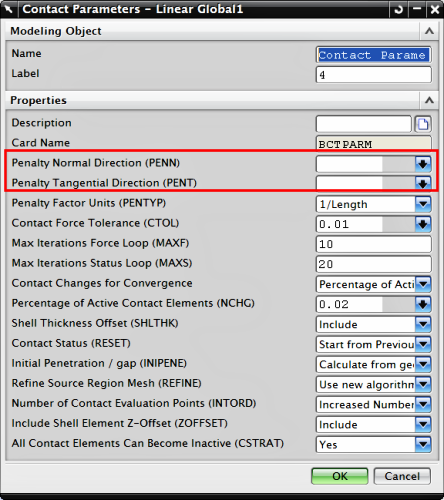 Contact Parameters - Linear Global1
Modeling Object
Name Contact Parame
Label 4
Properties
Description
Card Name BCTPARM
Penalty Normal Direction (PENN)
Penalty Tangential Direction (PENT)
Penalty Factor Units (PENTYP) 1/Length
Contact Force Tolerance (CTOL) 0.01
Max Iterations Force Loop (MAXF) 10
Max Iterations Status Loop (MAXS) 20
Contact Changes for Convergence Percentage of Acti
Percentage of Active Contact Elements (NCHG) 0.02
Shell Thickness Offset (SHLTHK) Include
Contact Status (RESET) Start from Previou
Initial Penetration / gap (INIPENE) Calculate from geo
Refine Source Region Mesh (REFINE) Use new algorithm
Number of Contact Evaluation Points (INTORD) Increased Number
Include Shell Element Z-Offset (ZOFFSET) Include
All Contact Elements Can Become Inactive (CSTRAT) Yes
OK Cancel